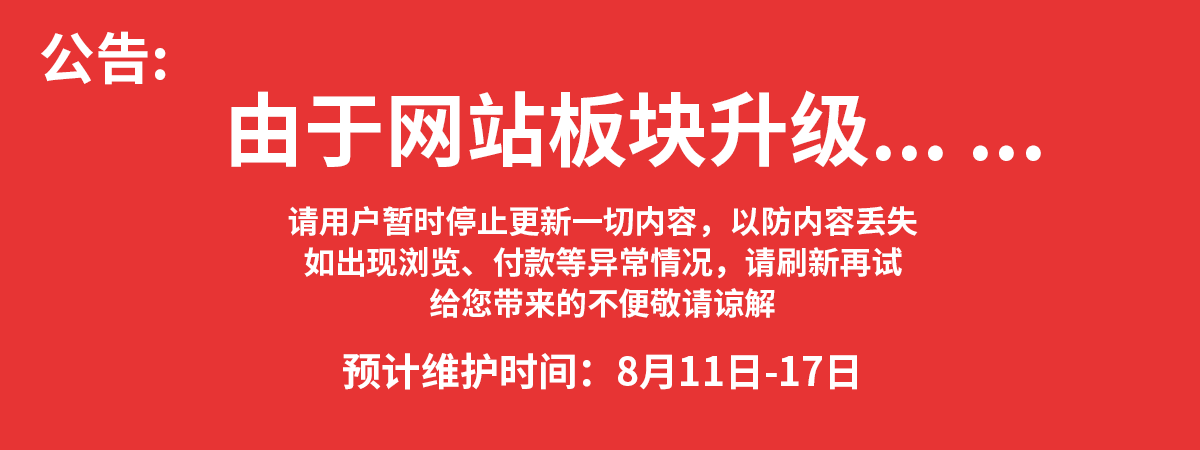 公告:
由于网站板块升级... ...
请用户暂时停止更新一切内容，以防内容丢失
如出现浏览、付款等异常情况，请刷新再试
给您带来的不便敬请谅解
预计维护时间：8月11日-17日